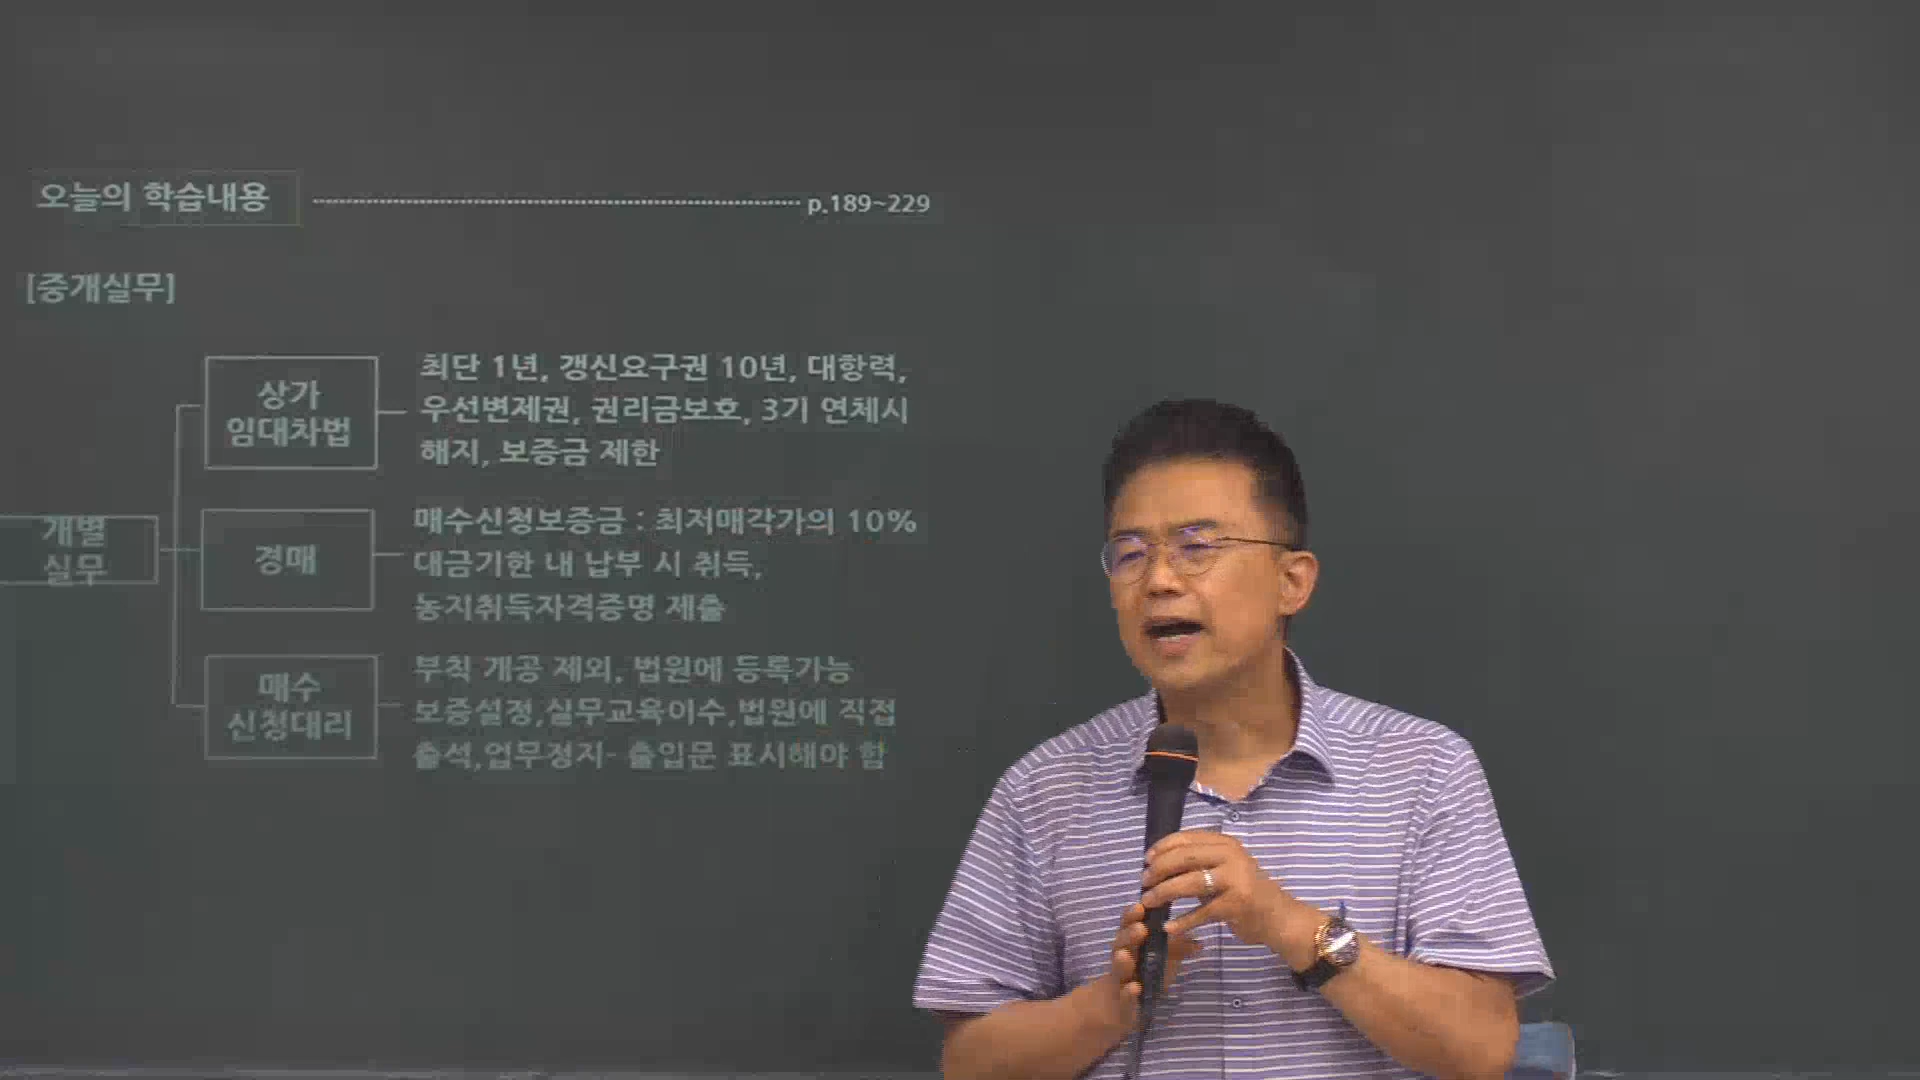 오늘의 학습내용 p.189~229
[중개실무]
개별
실무
상가
임대차법
최단 1년, 갱신요구권 10년, 대항력,
우선변제권, 권리금보호, 3기 연체시
해지, 보증금 제한
경매
매수신청보증금 : 최저매각가의 10%
대금기한 내 납부 시 취득,
농지취득자격증명 제출
매수
신청대리
부칙 개공 제외, 법원에 등록가능
보증설정,실무교육이수,법원에 직접
출석,업무정지- 출입문 표시해야 함